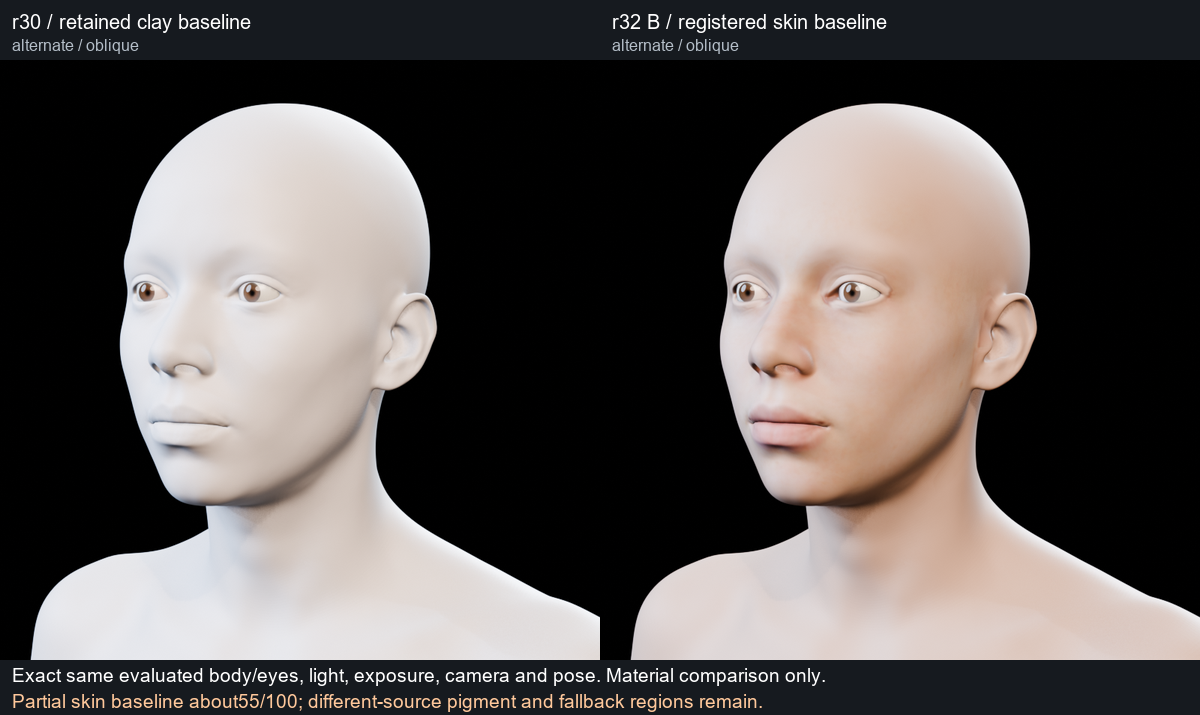 r30 / retained clay baseline
alternate / oblique
r32 B / registered skin baseline
alternate / oblique
Exact same evaluated body/eyes, light, exposure, camera and pose. Material comparison only.
Partial skin baseline about55/100; different-source pigment and fallback regions remain.